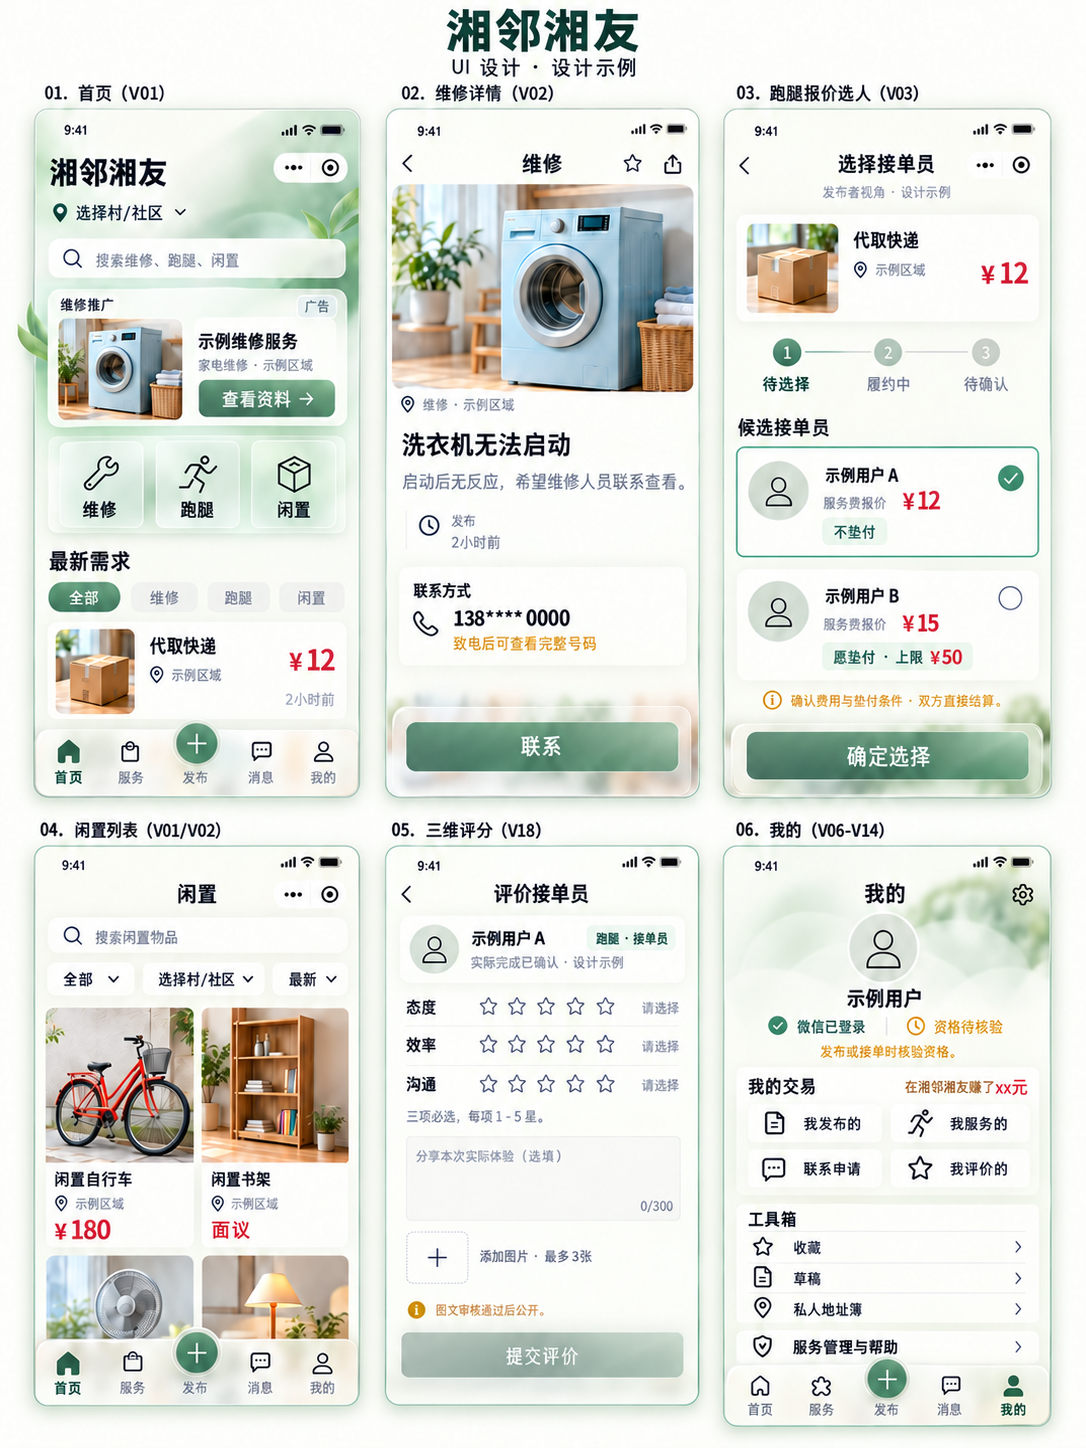 湘邻湘友
UI 设计 · 设计示例
01. 首页（V01）
9:41
湘邻湘友
选择村/社区
搜索维修、跑腿、闲置
维修推广
广告
示例维修服务
家电维修 · 示例区域
查看资料 →
维修
跑腿
闲置
最新需求
全部
维修
跑腿
闲置
代取快递
示例区域
¥12
2小时前
首页
服务
发布
消息
我的
02. 维修详情（V02）
9:41
维修
维修 · 示例区域
洗衣机无法启动
启动后无反应，希望维修人员联系查看。
发布
2小时前
联系方式
138****0000
致电后可查看完整号码
联系
03. 跑腿报价选人（V03）
9:41
选择接单员
发布者视角 · 设计示例
代取快递
示例区域
¥12
1
2
3
待选择
履约中
待确认
候选接单员
示例用户 A
服务费报价 ¥12
不垫付
示例用户 B
服务费报价 ¥15
愿垫付 · 上限 ¥50
确认费用与垫付条件 · 双方直接结算。
确定选择
04. 闲置列表（V01/V02）
9:41
闲置
搜索闲置物品
全部
选择村/社区
最新
闲置自行车
示例区域
¥180
闲置书架
示例区域
面议
首页
服务
发布
消息
我的
05. 三维评分（V18）
9:41
评价接单员
示例用户 A
跑腿 · 接单员
实际完成已确认 · 设计示例
态度
请选择
效率
请选择
沟通
请选择
三项必选，每项 1 - 5 星。
分享本次实际体验（选填）
0/300
添加图片 · 最多 3张
图文审核通过后公开。
提交评价
06. 我的（V06-V14）
9:41
我的
示例用户
微信已登录
资格待核验
发布或接单时核验资格。
我的交易
在湘邻湘友赚了xx元
我发布的
我服务的
联系申请
我评价的
工具箱
收藏
草稿
私人地址簿
服务管理与帮助
首页
服务
发布
消息
我的